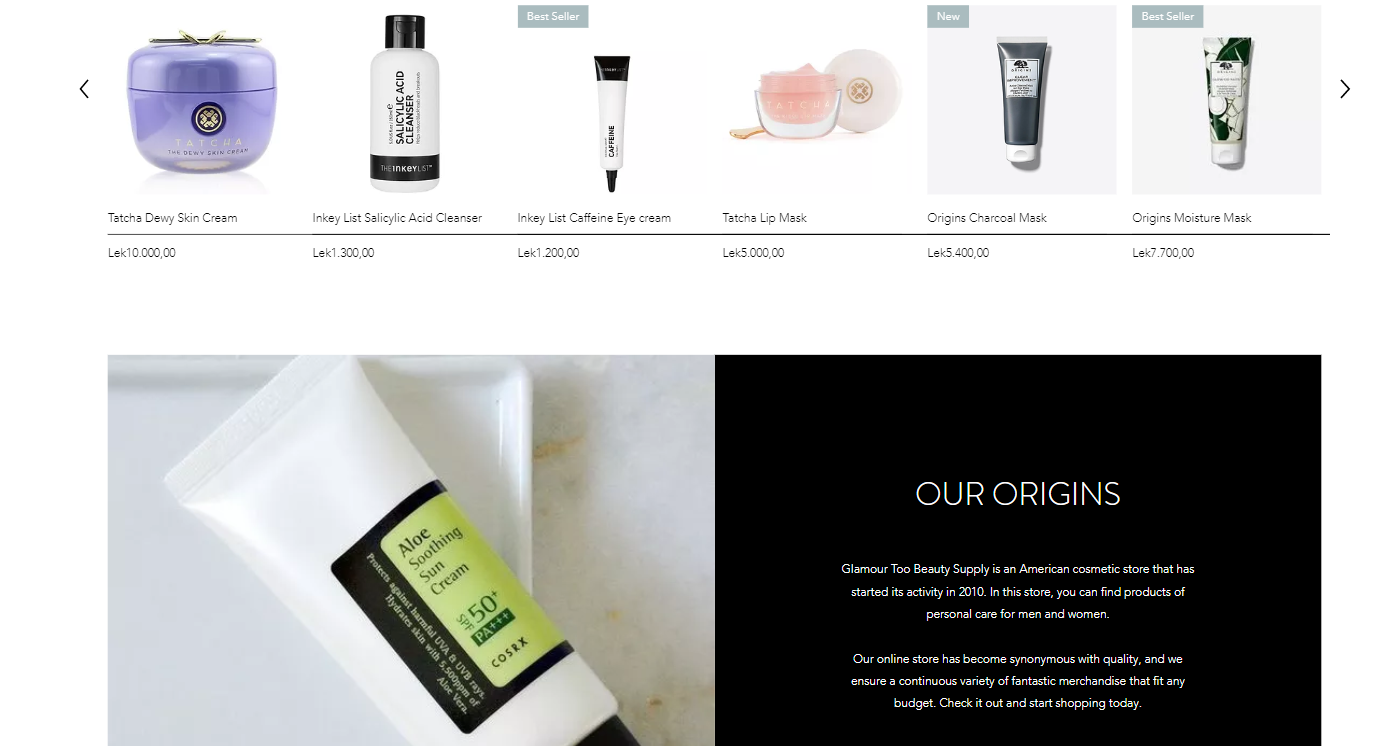 Best Seller
New
Best Seller
TATCHA
THE DEWY SKIN CREAM
SALICYLIC ACID
CLEANSER
THE INKEY LIST™
CAFFEINE
TATCHA
ORIGINS
ORIGINS
Tatcha Dewy Skin Cream
Inkey List Salicylic Acid Cleanser
Inkey List Caffeine Eye cream
Tatcha Lip Mask
Origins Charcoal Mask
Origins Moisture Mask
Lek10.000,00
Lek1.300,00
Lek1.200,00
Lek5.000,00
Lek5.400,00
Lek7.700,00
Aloe
Soothing
Sun
Cream
SPF 50+
PA+++
COSRX
Protects against harmful UVA & UVB rays.
Hydrates skin with 5,500ppm of
Aloe Vera.
OUR ORIGINS
Glamour Too Beauty Supply is an American cosmetic store that has
started its activity in 2010. In this store, you can find products of
personal care for men and women.
Our online store has become synonymous with quality, and we
ensure a continuous variety of fantastic merchandise that fit any
budget. Check it out and start shopping today.